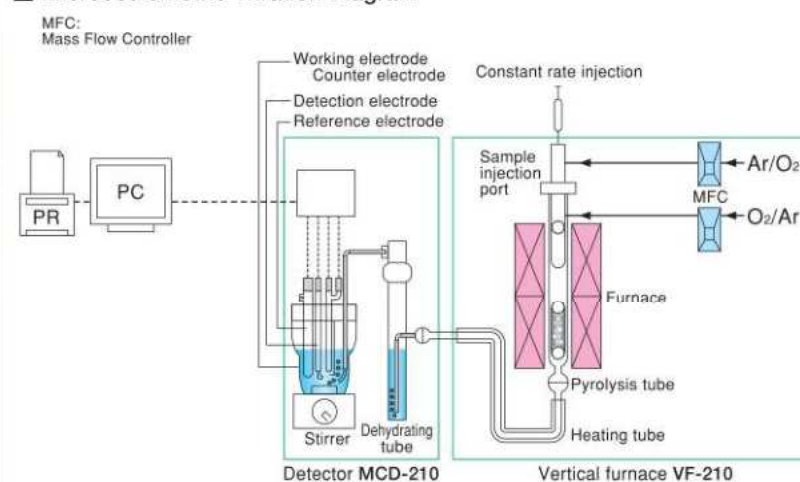 MFC:
Mass Flow Controller
Working electrode
Counter electrode
Detection electrode
Reference electrode
Constant rate injection
Sample
injection
port
Ar/O2
MFC
O2/Ar
PR
PC
Furnace
Pyrolysis tube
Heating tube
Stirrer
Dehydrating
tube
Detector MCD-210
Vertical furnace VF-210